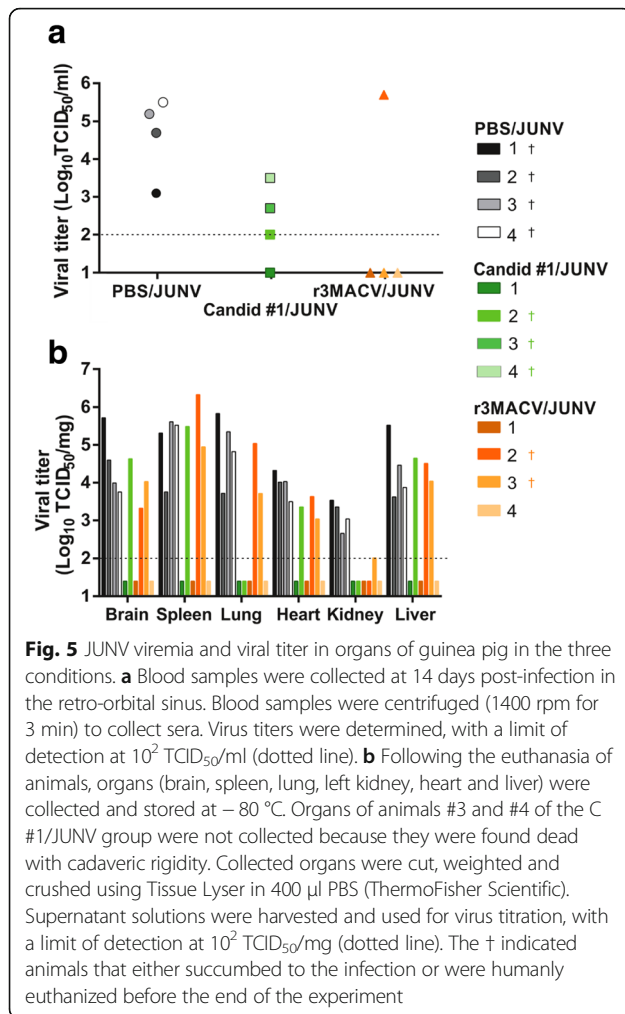 a
Viral titer (Log10TCID50/ml)
6
5
4
3
2
1
PBS/JUNV
Candid #1/JUNV
r3MACV/JUNV
PBS/JUNV
1 †
2 †
3 †
4 †
Candid #1/JUNV
1
2 †
3 †
4 †
r3MACV/JUNV
1
2 †
3 †
4
b
Viral titer
(Log10 TCID50/mg)
7
6
5
4
3
2
1
Brain Spleen Lung Heart Kidney Liver
Fig. 5 JUNV viremia and viral titer in organs of guinea pig in the three
conditions. a Blood samples were collected at 14 days post-infection in
the retro-orbital sinus. Blood samples were centrifuged (1400 rpm for
3 min) to collect sera. Virus titers were determined, with a limit of
detection at 10² TCID50/ml (dotted line). b Following the euthanasia of
animals, organs (brain, spleen, lung, left kidney, heart and liver) were
collected and stored at − 80 °C. Organs of animals #3 and #4 of the C
#1/JUNV group were not collected because they were found dead
with cadaveric rigidity. Collected organs were cut, weighted and
crushed using Tissue Lyser in 400 μl PBS (ThermoFisher Scientific).
Supernatant solutions were harvested and used for virus titration, with
a limit of detection at 10² TCID50/mg (dotted line). The † indicated
animals that either succumbed to the infection or were humanly
euthanized before the end of the experiment